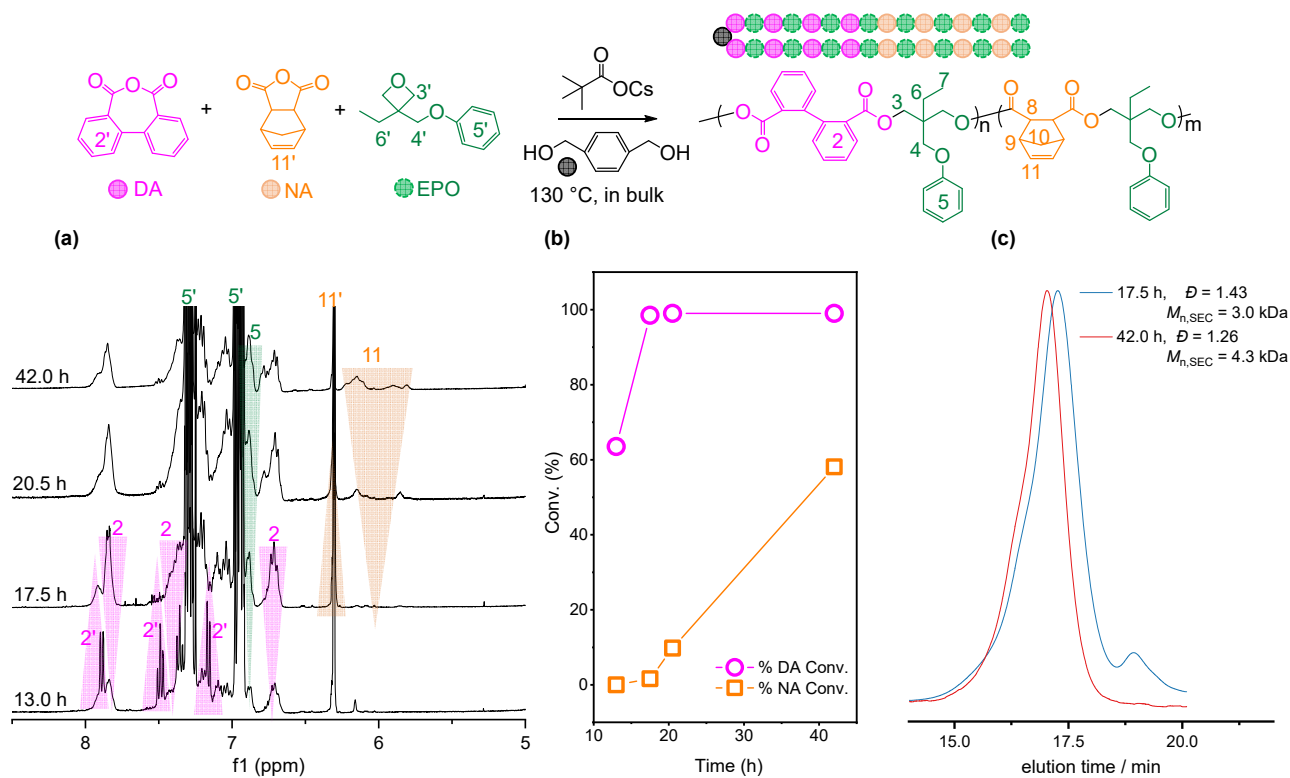 O O O
2'
DA
+
O O O
11'
NA
+
O 3'
6' 4' O 5'
EPO
O
OCs
HO OH
130 °C, in bulk
O O 2 O O 3 6 7 4 O 5 O n
O 8 O 9 10 11 O O O m
(a)
5' 5' 5 11' 11
42.0 h
20.5 h
2 2 2
17.5 h
2' 2' 2'
13.0 h
8 7 6 5
f1 (ppm)
(b)
Conv. (%)
100
80
60
40
20
0
% DA Conv.
% NA Conv.
10 20 30 40
Time (h)
(c)
17.5 h, Đ = 1.43
Mn,SEC = 3.0 kDa
42.0 h, Đ = 1.26
Mn,SEC = 4.3 kDa
15.0 17.5 20.0
elution time / min